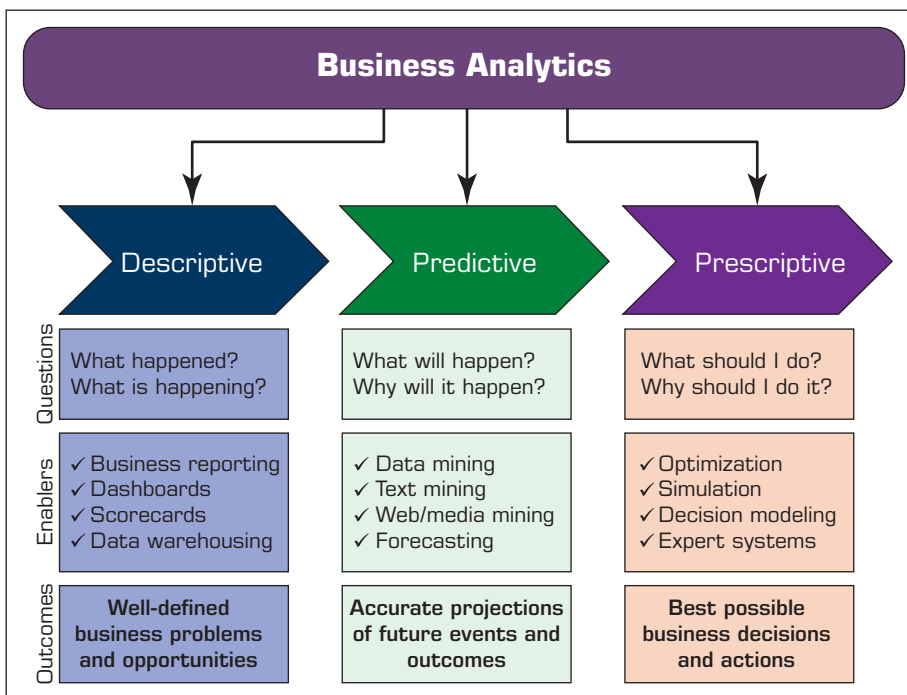 Business Analytics
Descriptive
Predictive
Prescriptive
Questions
What happened?
What is happening?
What will happen?
Why will it happen?
What should I do?
Why should I do it?
Enablers
✓ Business reporting
✓ Dashboards
✓ Scorecards
✓ Data warehousing
✓ Data mining
✓ Text mining
✓ Web/media mining
✓ Forecasting
✓ Optimization
✓ Simulation
✓ Decision modeling
✓ Expert systems
Outcomes
Well-defined
business problems
and opportunities
Accurate projections
of future events and
outcomes
Best possible
business decisions
and actions